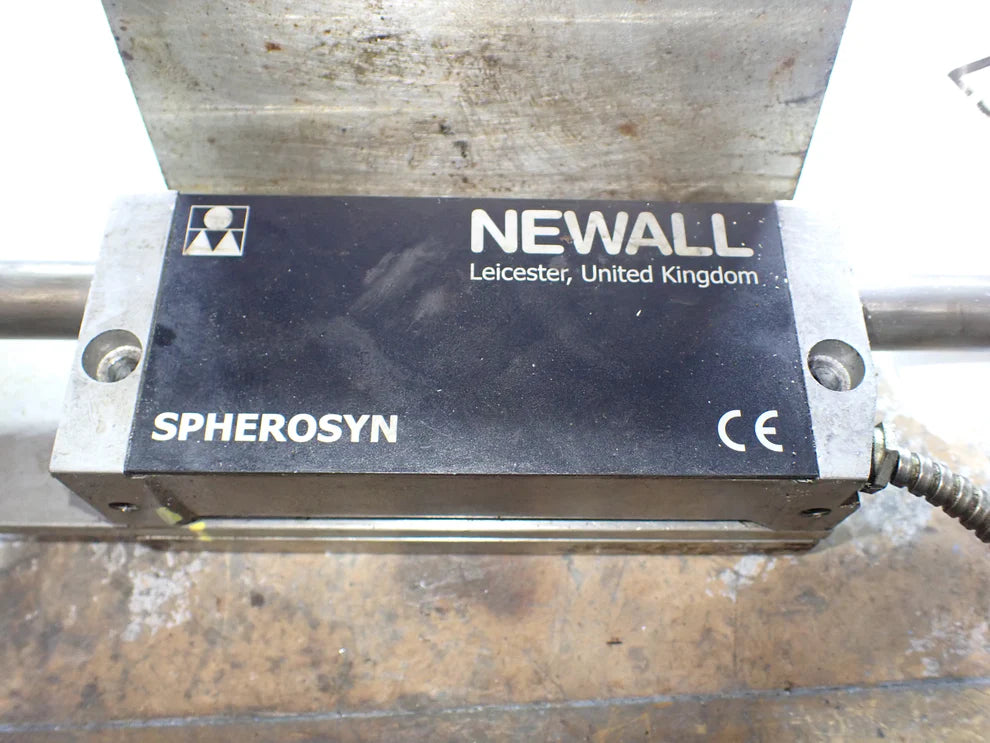 NEWALL
Leicester, United Kingdom
SPHEROSYN
CE